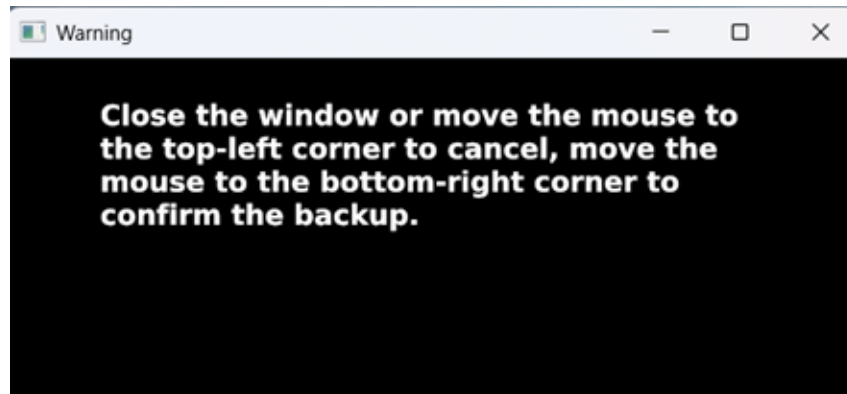 Warning
Close the window or move the mouse to
the top-left corner to cancel, move the
mouse to the bottom-right corner to
confirm the backup.